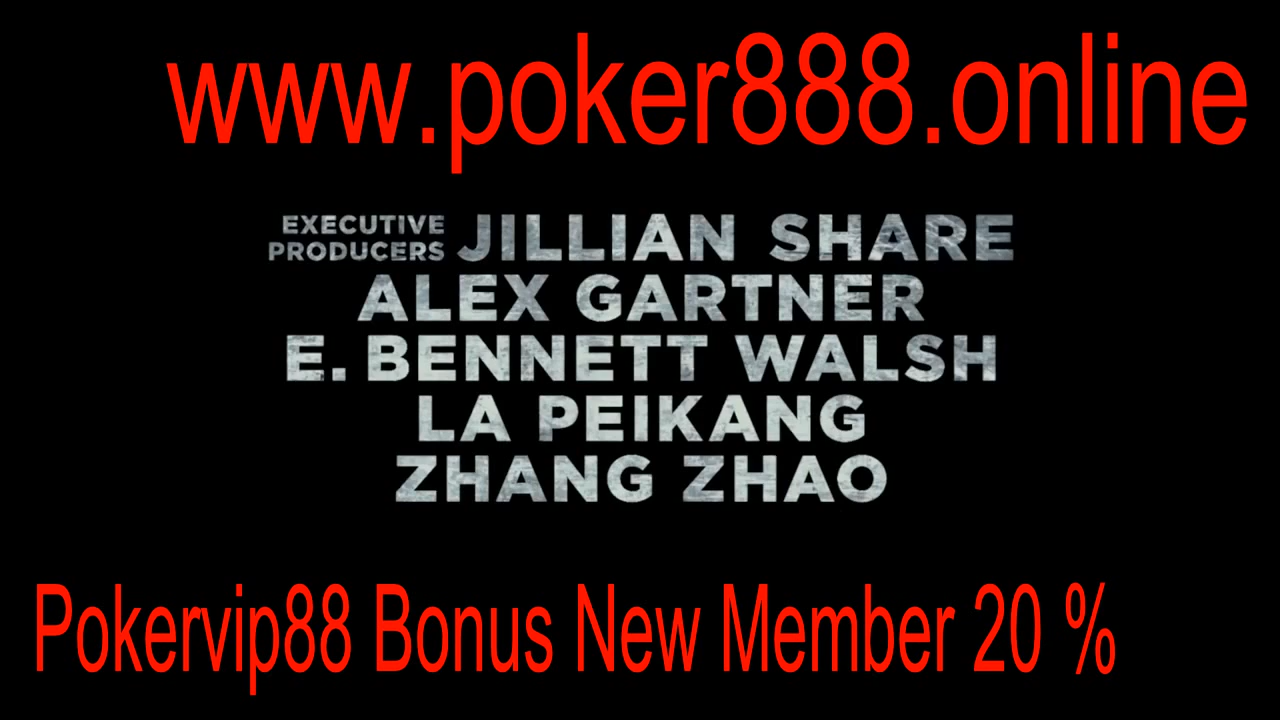 www.poker888.online
EXECUTIVE
PRODUCERS JILLIAN SHARE
ALEX GARTNER
E. BENNETT WALSH
LA PEIKANG
ZHANG ZHAO
Pokervip88 Bonus New Member 20 %